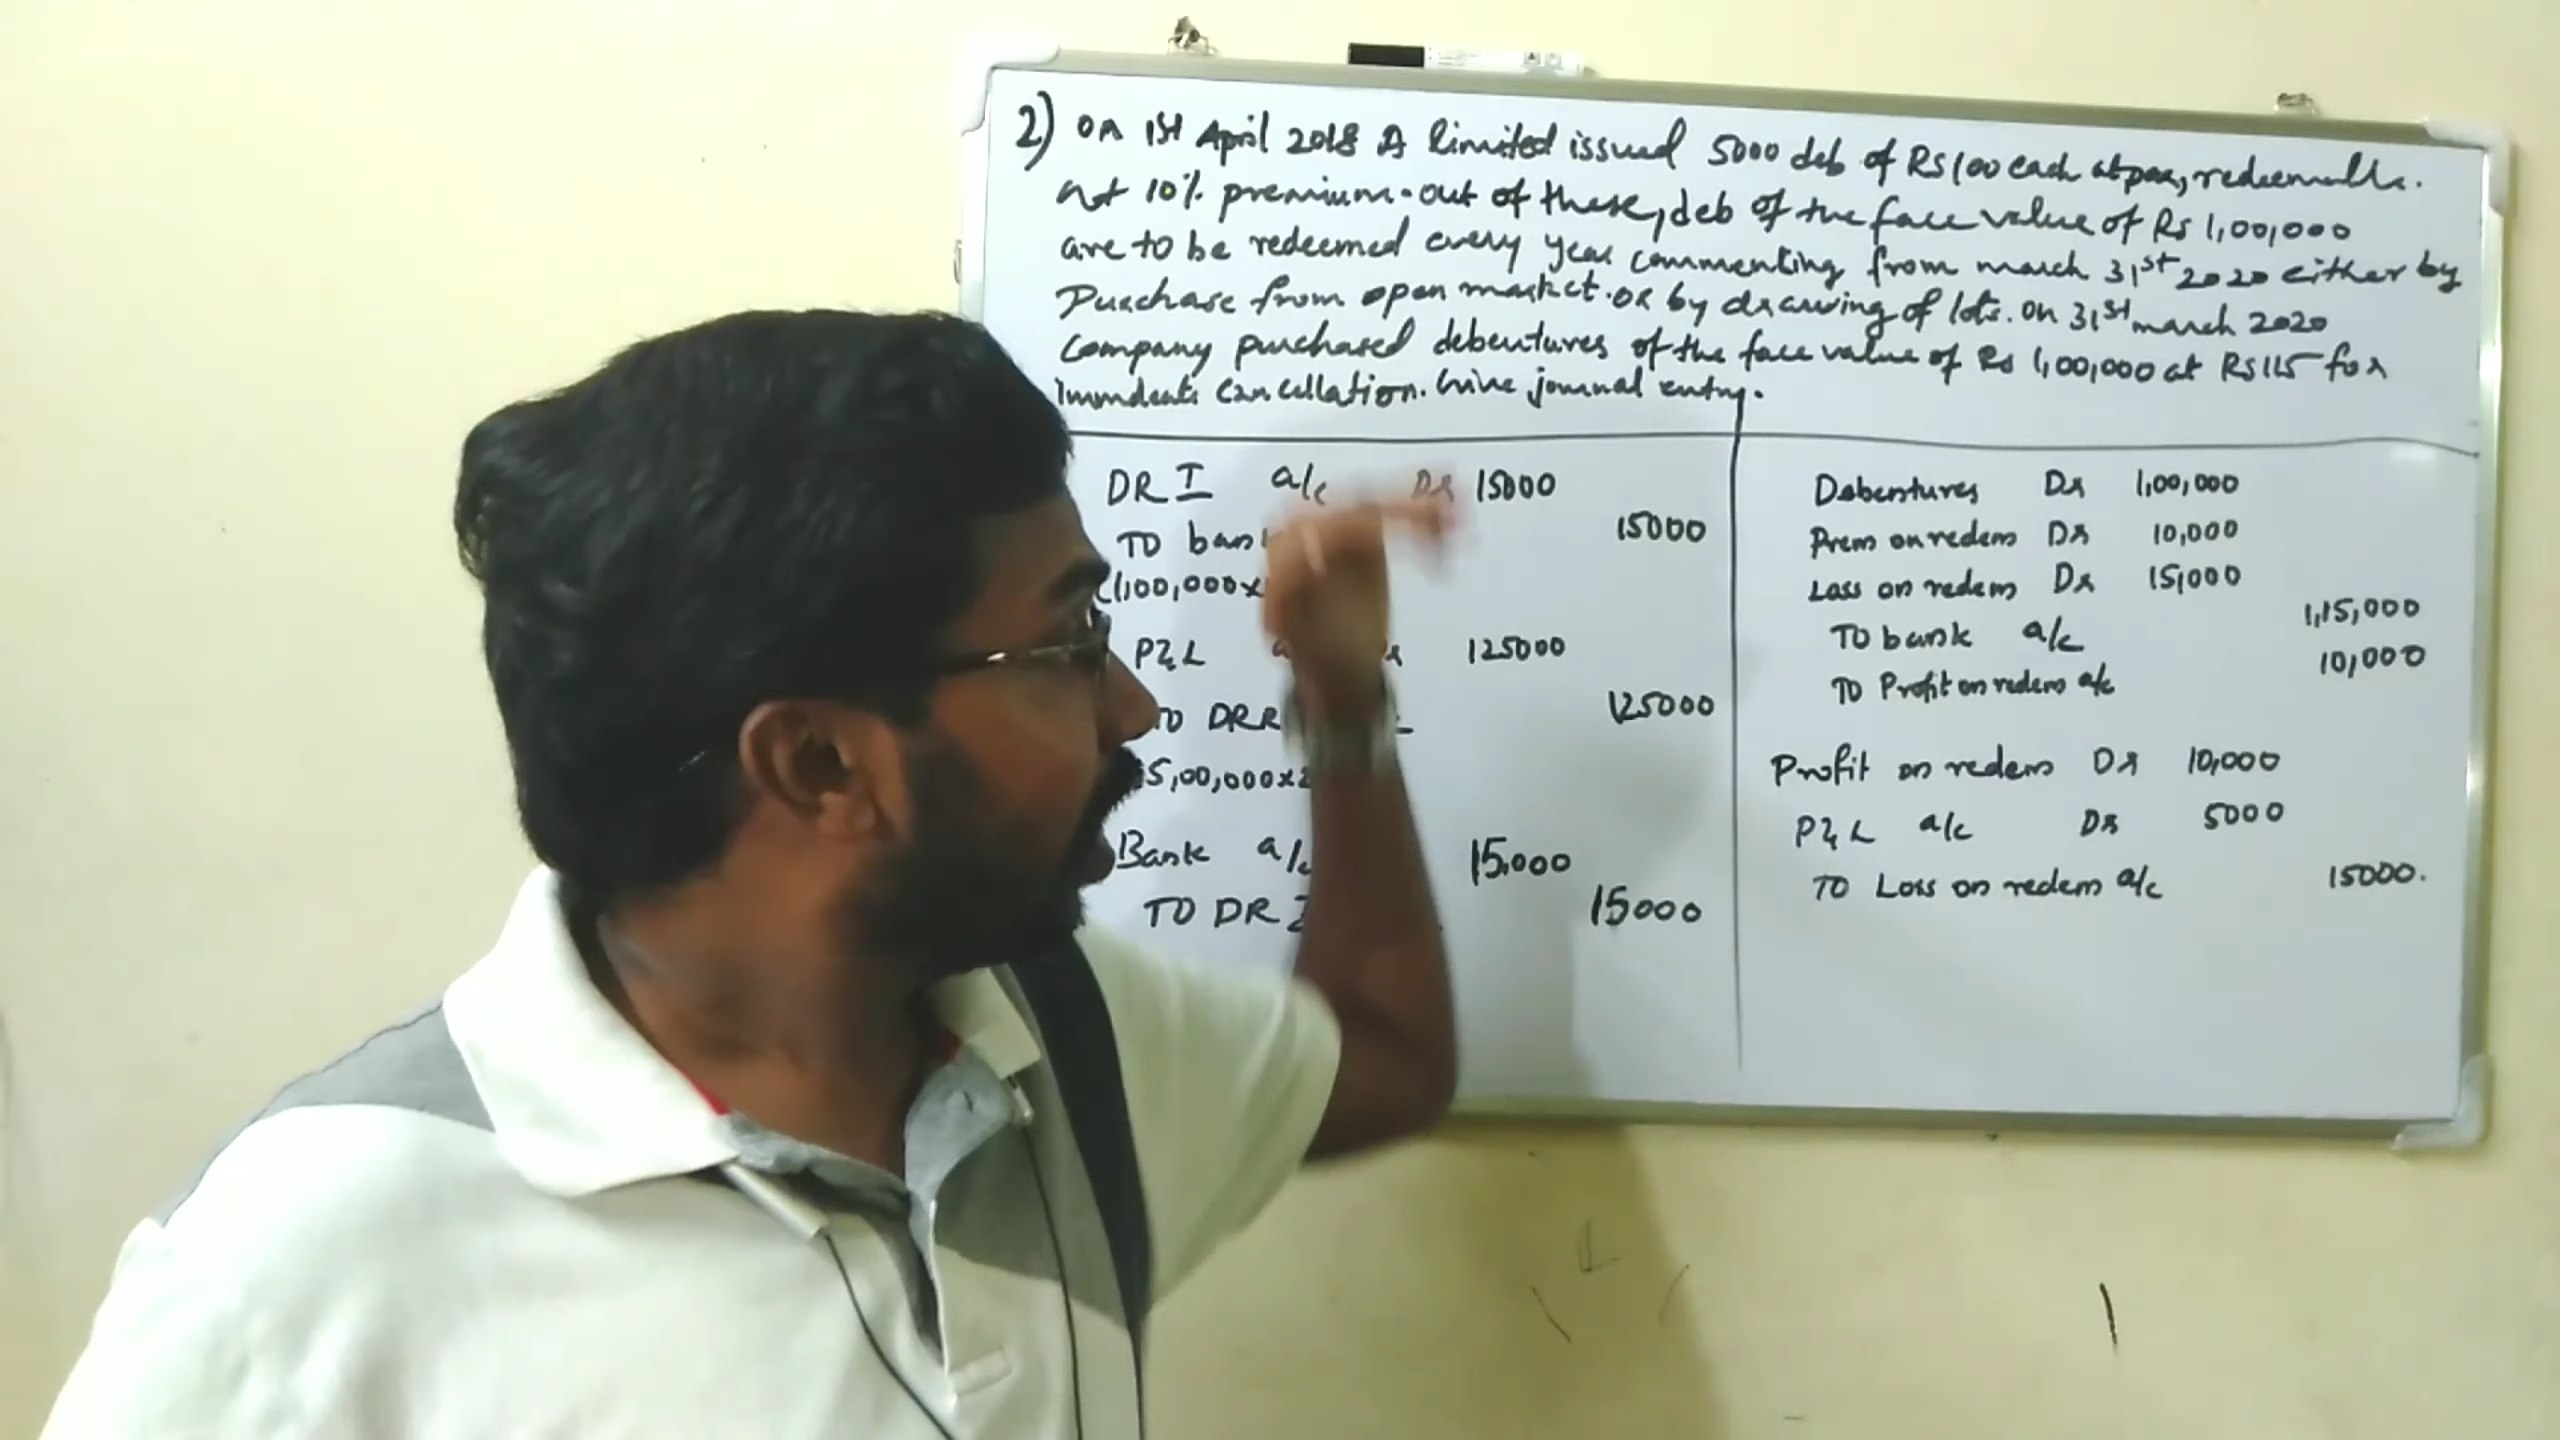 2) On 1st April 2018 A limited issued 5000 deb of Rs 100 each at par, redeemable.
at 10% premium. out of these, deb of the face value of Rs 1,00,000
are to be redeemed every year commenting from march 31st 2020 either by
Purchase from open market. or by drawing of lots. on 31st march 2020
Company purchased debentures of the face value of Rs 1,00,000 at Rs 115 for
Immdeate Cancellation. Give journal entry.
DRI a/c Dr 15000
TO bank 15000
(1,00,000x
P&L 125000
TO DRR 125000
5,00,000x2
Bank a/c 15,000
TO DRI 15000
Debentures Dr 1,00,000
Prem on redem Dr 10,000
Loss on redem Dr 15,000
TO bank a/c 1,15,000
TO Profit on redem a/c 10,000
Profit on redem Dr 10,000
P&L a/c Dr 5000
TO Loss on redem a/c 15000.